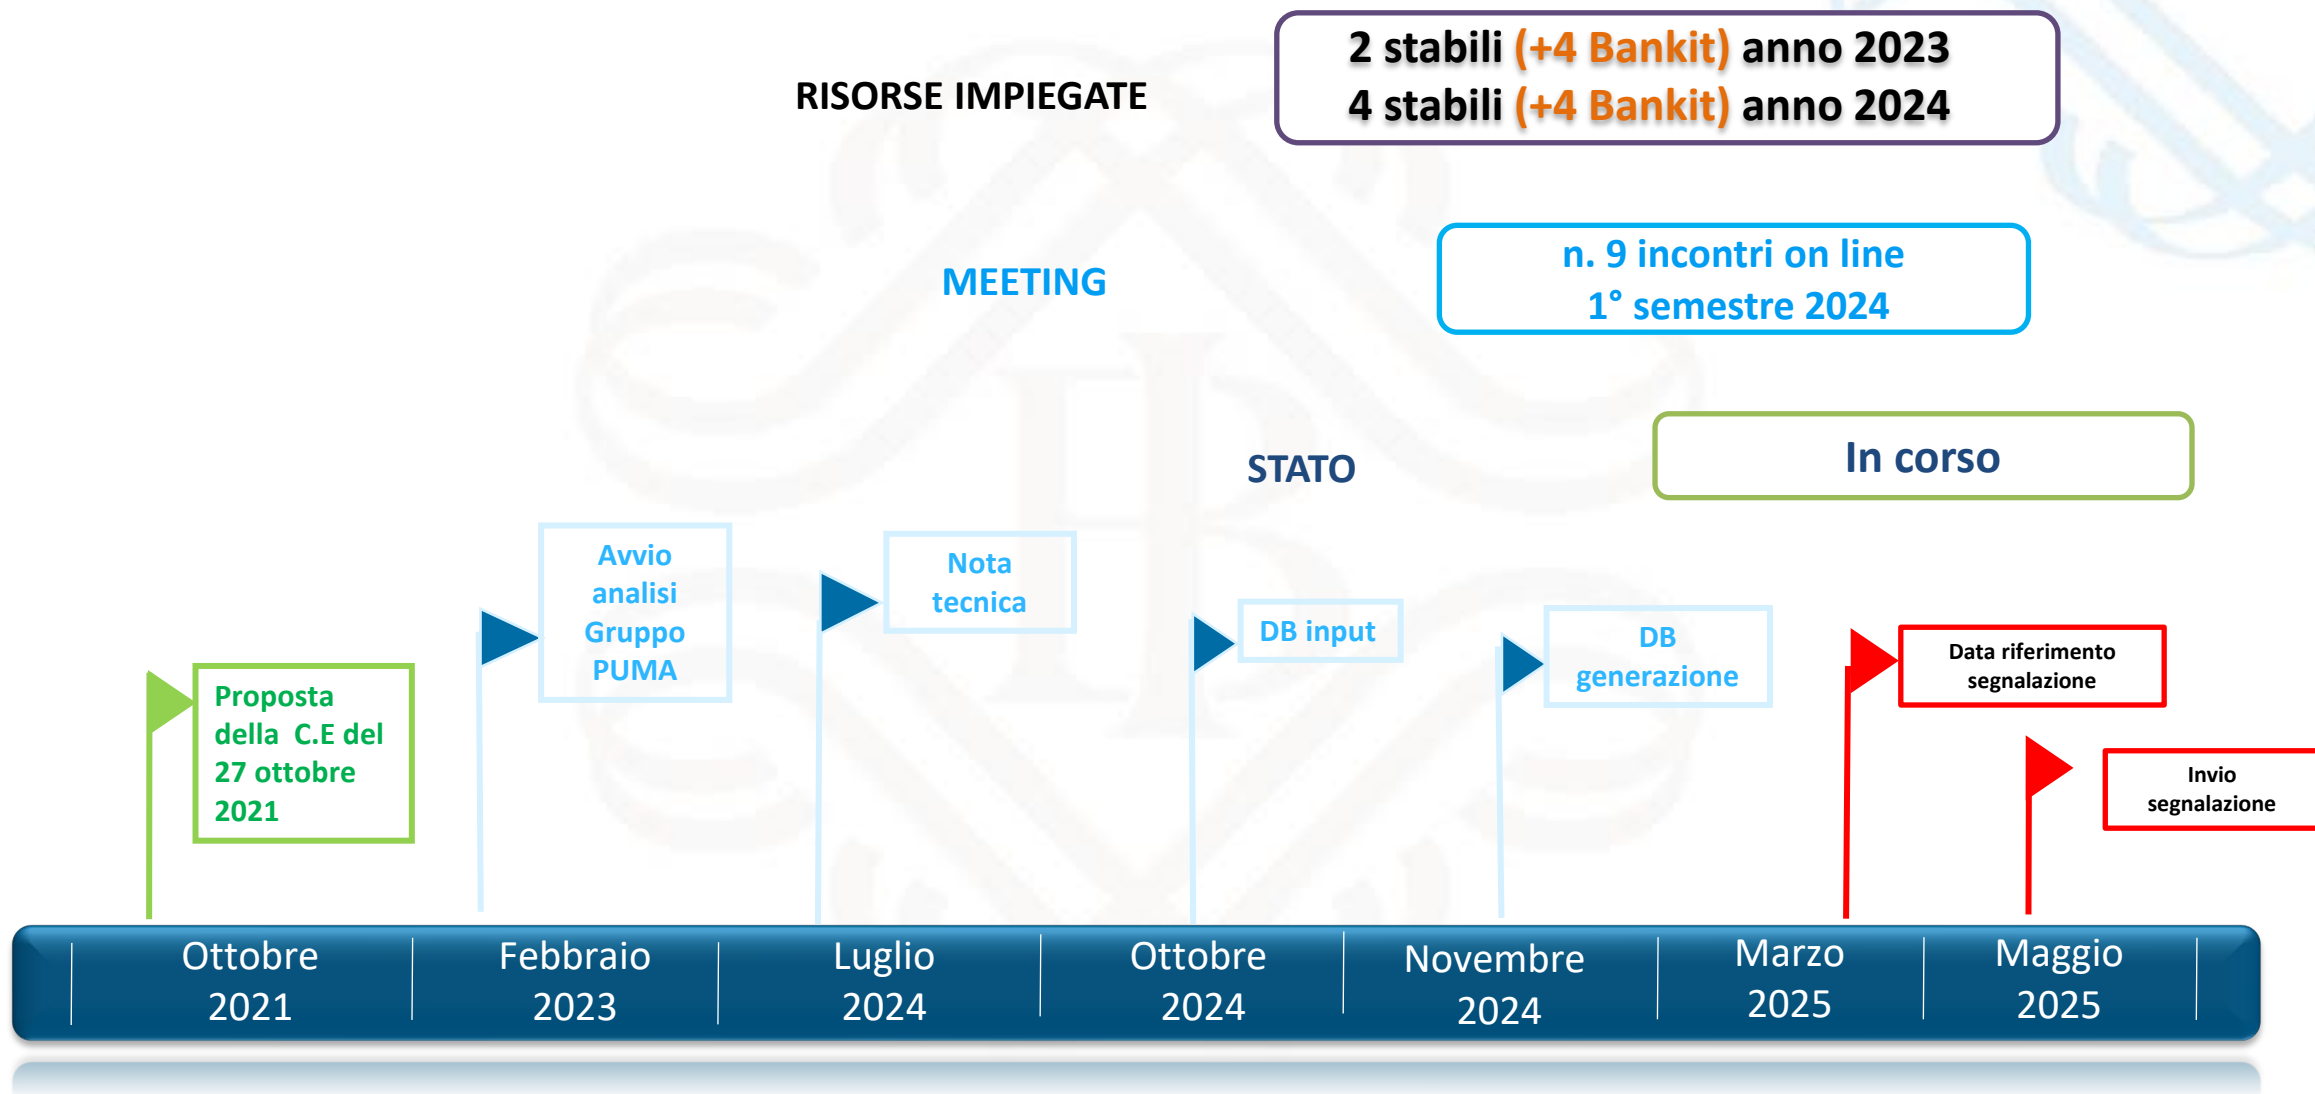 RISORSE IMPIEGATE
2 stabili (+4 Bankit) anno 2023
4 stabili (+4 Bankit) anno 2024
MEETING
n. 9 incontri on line
1° semestre 2024
STATO
In corso
Proposta
della  C.E del
27 ottobre
2021
Avvio
analisi
Gruppo
PUMA
Nota
tecnica
DB input
DB
generazione
Data riferimento
segnalazione
Invio
segnalazione
Ottobre
2021
Febbraio
2023
Luglio
2024
Ottobre
2024
Novembre
2024
Marzo
2025
Maggio
2025